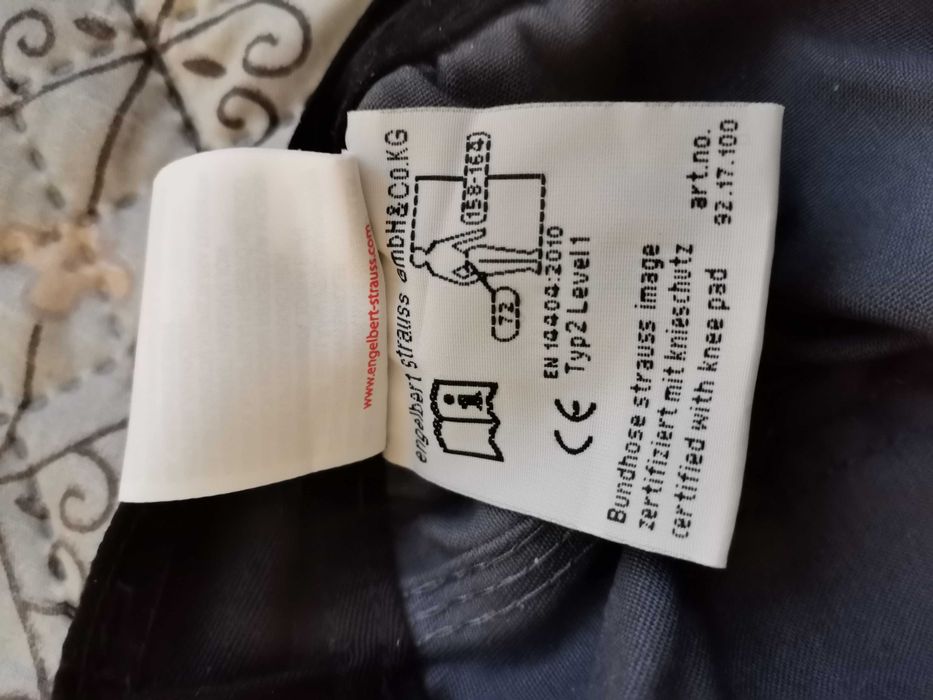 www.engelbert-strauss.com
engelbert strauss GmbH&Co.KG
i
(158-164)
(72)
EN 14404:2010
CE Typ2 Level1
Bundhose strauss image
zertifiziert mit knieschutz
certified with knee pad
art.no.
92.17.100